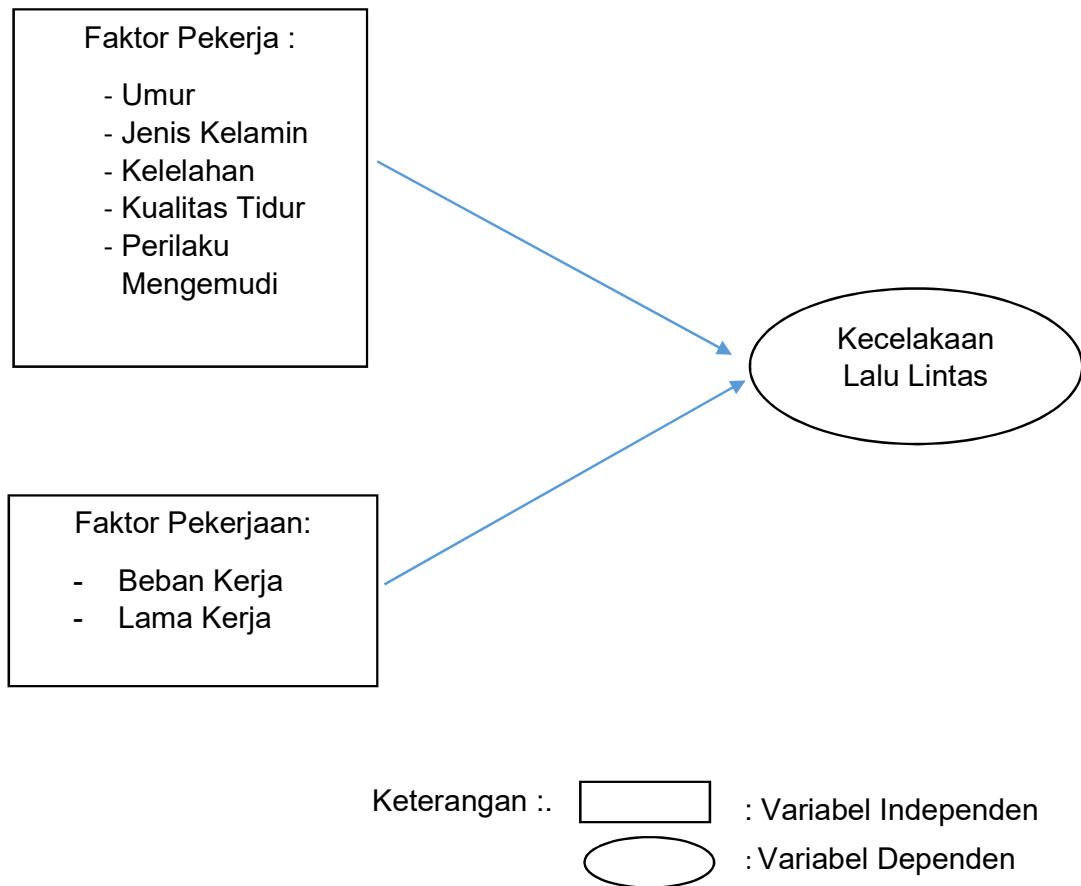 Faktor Pekerja :
- Umur
- Jenis Kelamin
- Kelelahan
- Kualitas Tidur
- Perilaku
Mengemudi
Kecelakaan
Lalu Lintas
Faktor Pekerjaan:
- Beban Kerja
- Lama Kerja
Keterangan :.
: Variabel Independen
: Variabel Dependen